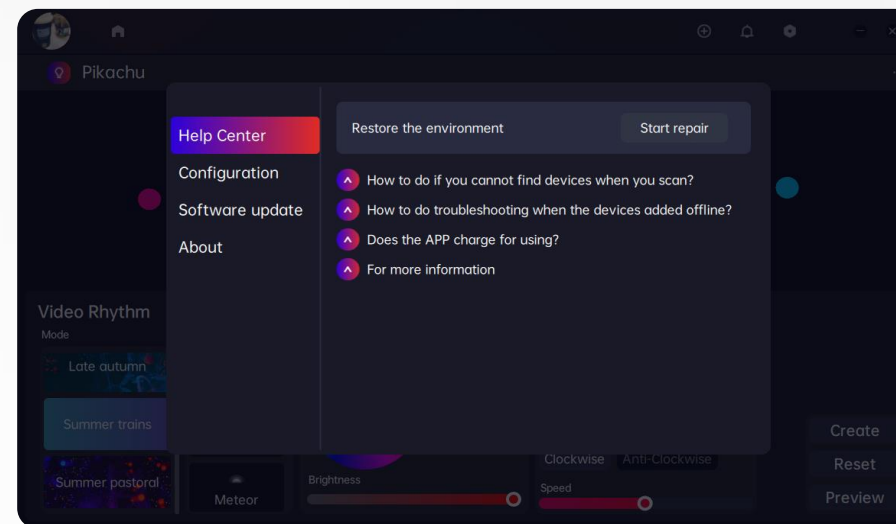 Pikachu
Help Center
Configuration
Software update
About
Restore the environment
Start repair
How to do if you cannot find devices when you scan?
How to do troubleshooting when the devices added offline?
Does the APP charge for using?
For more information
Video Rhythm
Mode
Late autumn
Summer trains
Summer pastoral
Meteor
Brightness
Clockwise
Anti-Clockwise
Speed
Create
Reset
Preview